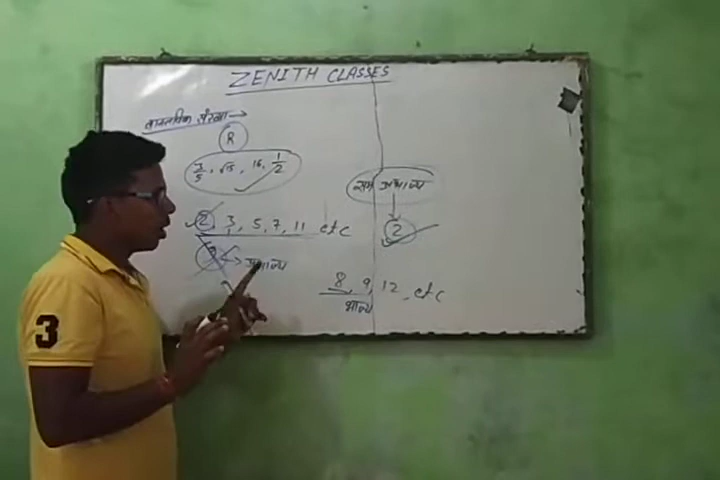 ZENITH CLASSES
वास्तविक संख्या →
R
3/5, √15, 16, 1/2
सम अभाज्य
2, 3, 5, 7, 11 etc
2
अभाज्य
8, 9, 12, etc
भाज्य
3